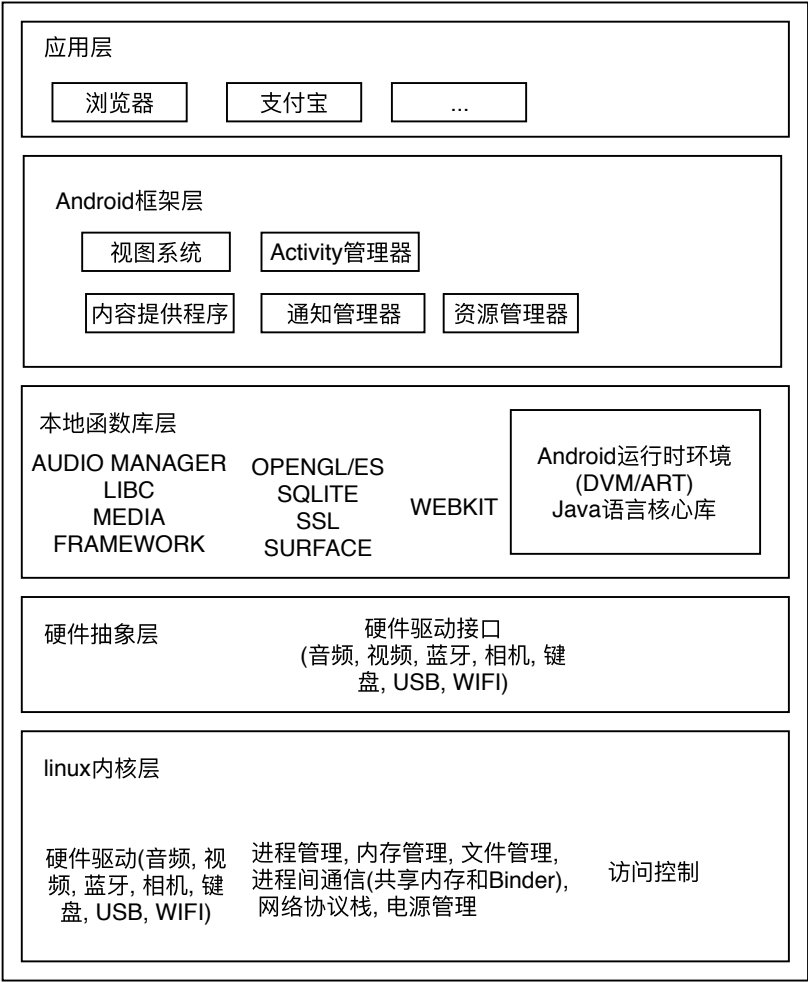 应用层
浏览器
支付宝
...
Android框架层
视图系统
Activity管理器
内容提供程序
通知管理器
资源管理器
本地函数库层
AUDIO MANAGER
LIBC
MEDIA
FRAMEWORK
OPENGL/ES
SQLITE
SSL
SURFACE
WEBKIT
Android运行时环境
(DVM/ART)
Java语言核心库
硬件抽象层
硬件驱动接口
(音频, 视频, 蓝牙, 相机, 键
盘, USB, WIFI)
linux内核层
硬件驱动(音频, 视
频, 蓝牙, 相机, 键
盘, USB, WIFI)
进程管理, 内存管理, 文件管理,
进程间通信(共享内存和Binder),
网络协议栈, 电源管理
访问控制